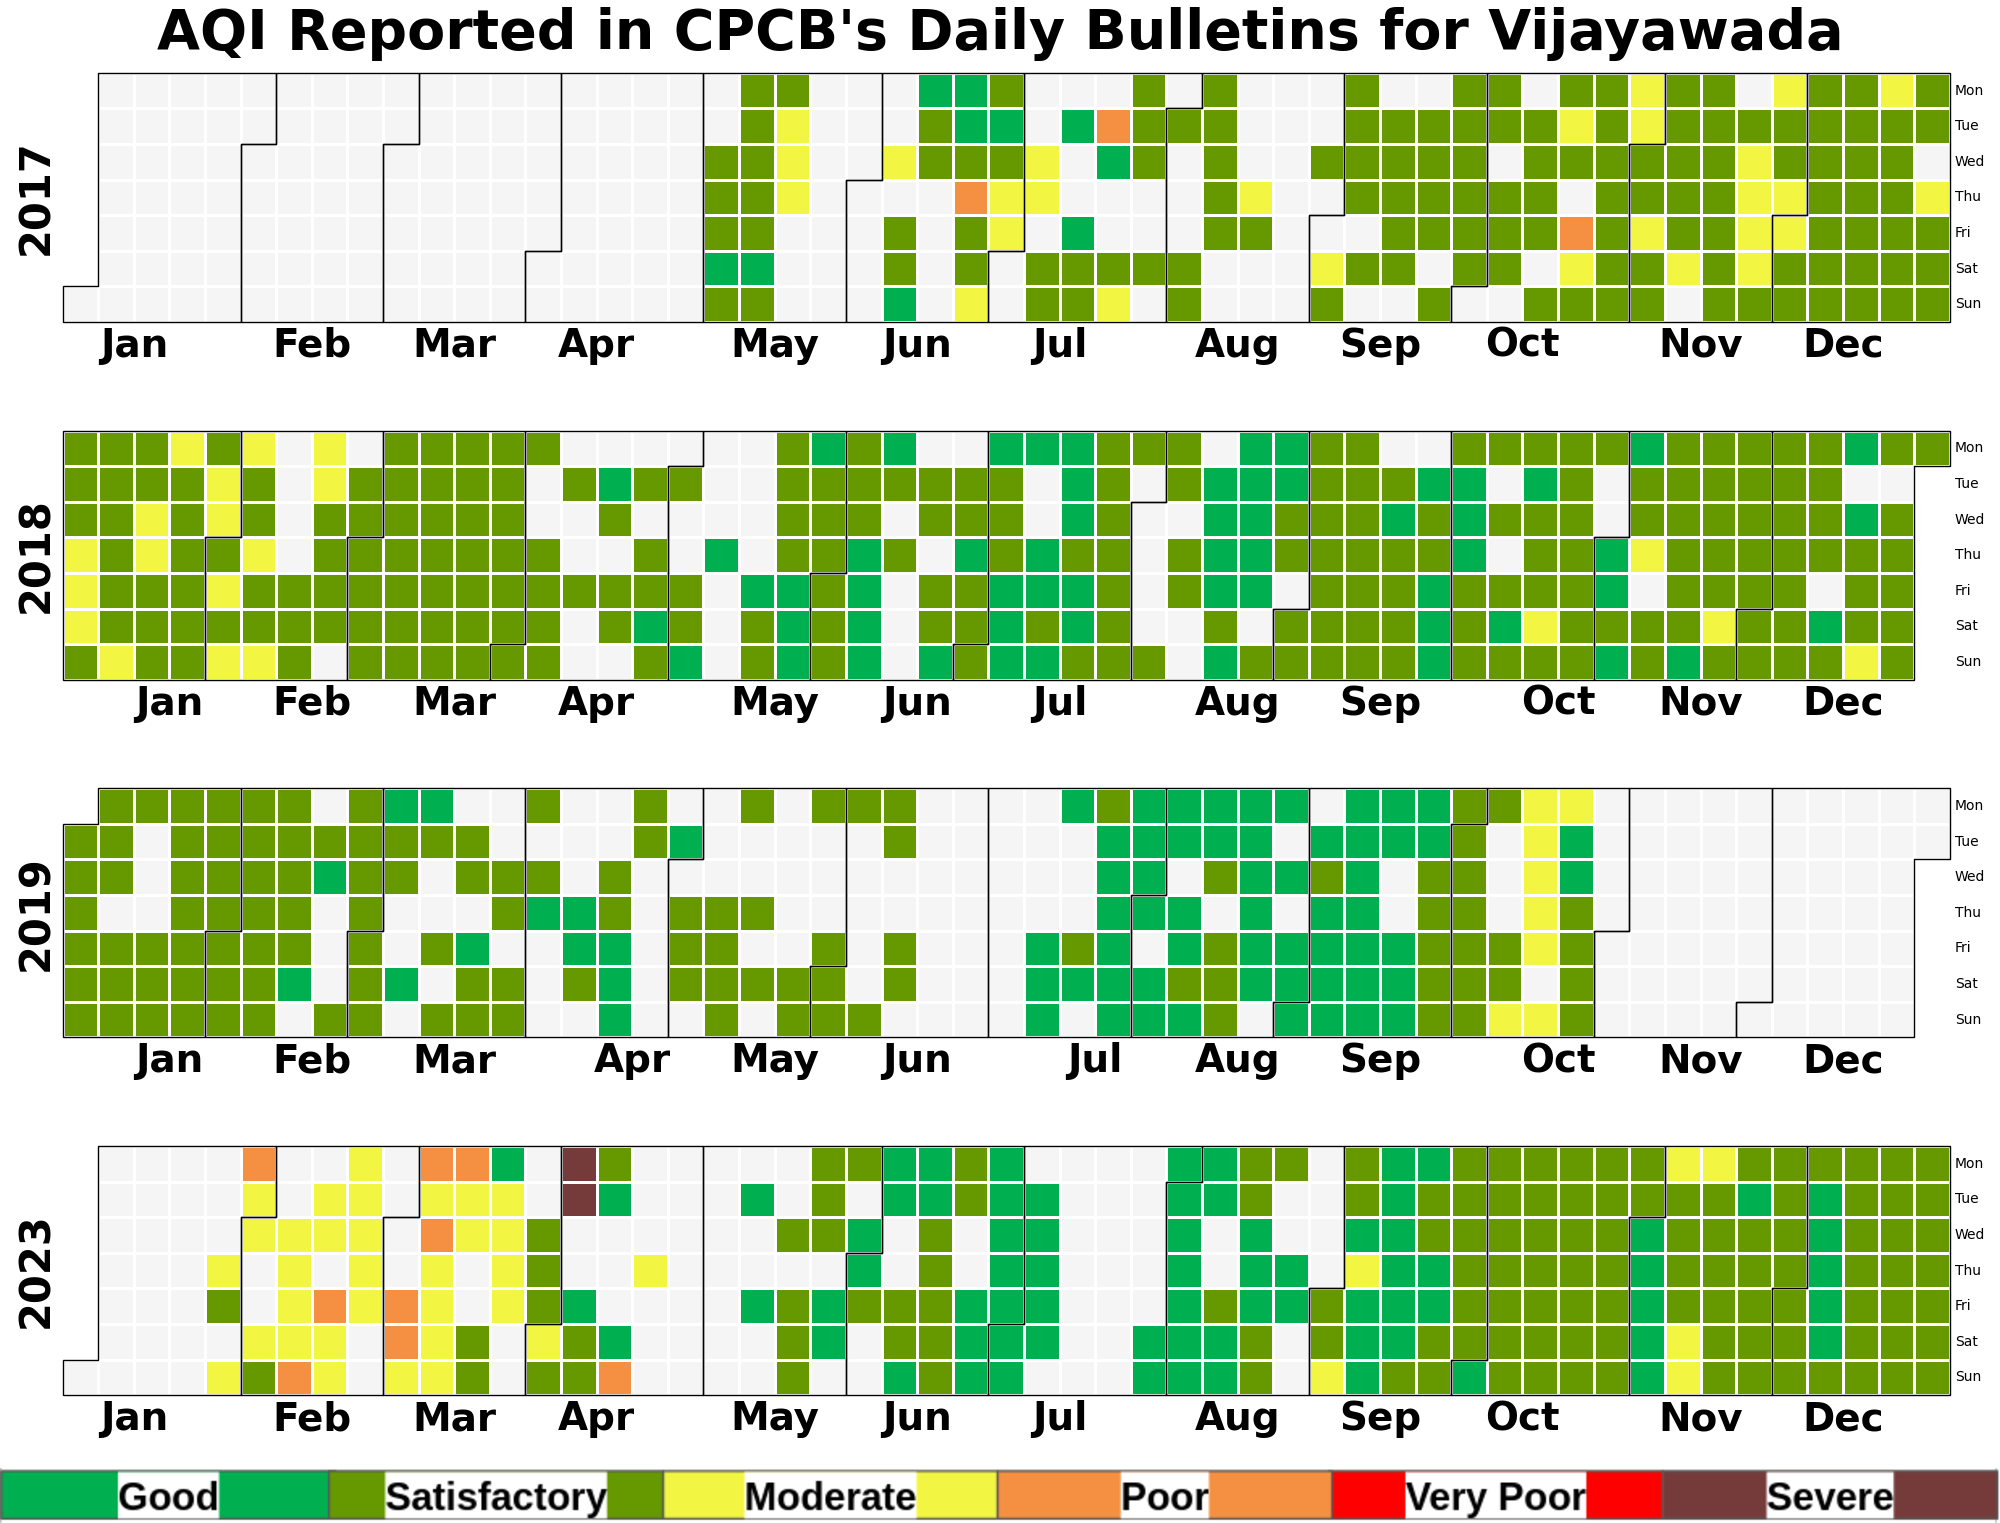 AQI Reported in CPCB's Daily Bulletins for Vijayawada
2017
Mon
Tue
Wed
Thu
Fri
Sat
Sun
Jan Feb Mar Apr May Jun Jul Aug Sep Oct Nov Dec
2018
Mon
Tue
Wed
Thu
Fri
Sat
Sun
Jan Feb Mar Apr May Jun Jul Aug Sep Oct Nov Dec
2019
Mon
Tue
Wed
Thu
Fri
Sat
Sun
Jan Feb Mar Apr May Jun Jul Aug Sep Oct Nov Dec
2023
Mon
Tue
Wed
Thu
Fri
Sat
Sun
Jan Feb Mar Apr May Jun Jul Aug Sep Oct Nov Dec
Good Satisfactory Moderate Poor Very Poor Severe